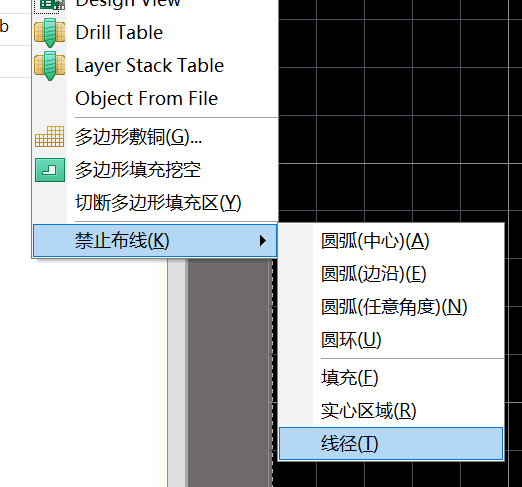 b
Design View
Drill Table
Layer Stack Table
Object From File
多边形敷铜(G)...
多边形填充挖空
切断多边形填充区(Y)
禁止布线(K)
圆弧(中心)(A)
圆弧(边沿)(E)
圆弧(任意角度)(N)
圆环(U)
填充(F)
实心区域(R)
线径(T)